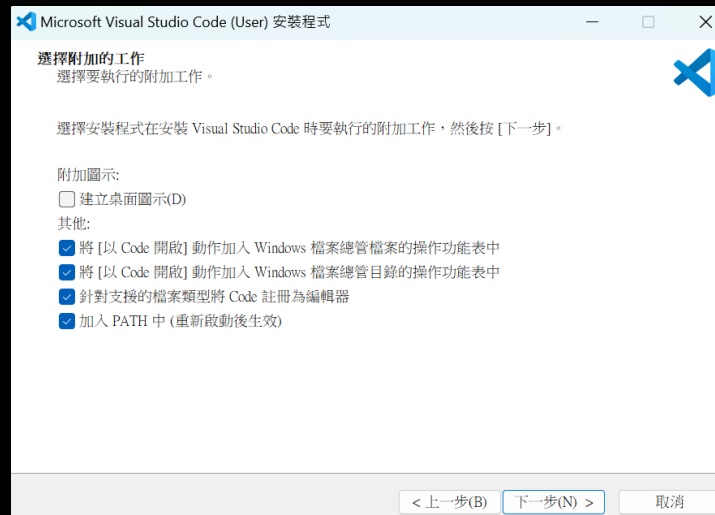 Microsoft Visual Studio Code (User) 安裝程式
選擇附加的工作
選擇要執行的附加工作。
選擇安裝程式在安裝 Visual Studio Code 時要執行的附加工作，然後按 [下一步]。
附加圖示:
建立桌面圖示(D)
其他:
將 [以 Code 開啟] 動作加入 Windows 檔案總管檔案的操作功能表中
將 [以 Code 開啟] 動作加入 Windows 檔案總管目錄的操作功能表中
針對支援的檔案類型將 Code 註冊為編輯器
加入 PATH 中 (重新啟動後生效)
< 上一步(B) 下一步(N) > 取消